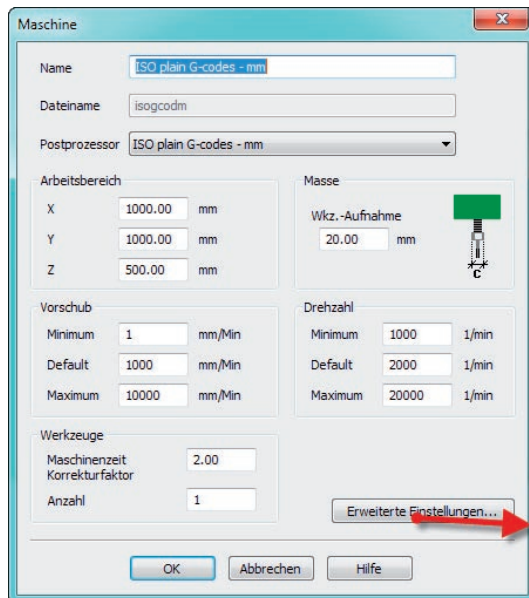 Maschine
Name ISO plain G-codes - mm
Dateiname isogcodm
Postprozessor ISO plain G-codes - mm
Arbeitsbereich
X 1000.00 mm
Y 1000.00 mm
Z 500.00 mm
Masse
Wkz.-Aufnahme
20.00 mm
C
Vorschub
Minimum 1 mm/Min
Default 1000 mm/Min
Maximum 10000 mm/Min
Drehzahl
Minimum 1000 1/min
Default 2000 1/min
Maximum 20000 1/min
Werkzeuge
Maschinenzeit 2.00
Korrekturfaktor
Anzahl 1
Erweiterte Einstellungen...
OK Abbrechen Hilfe